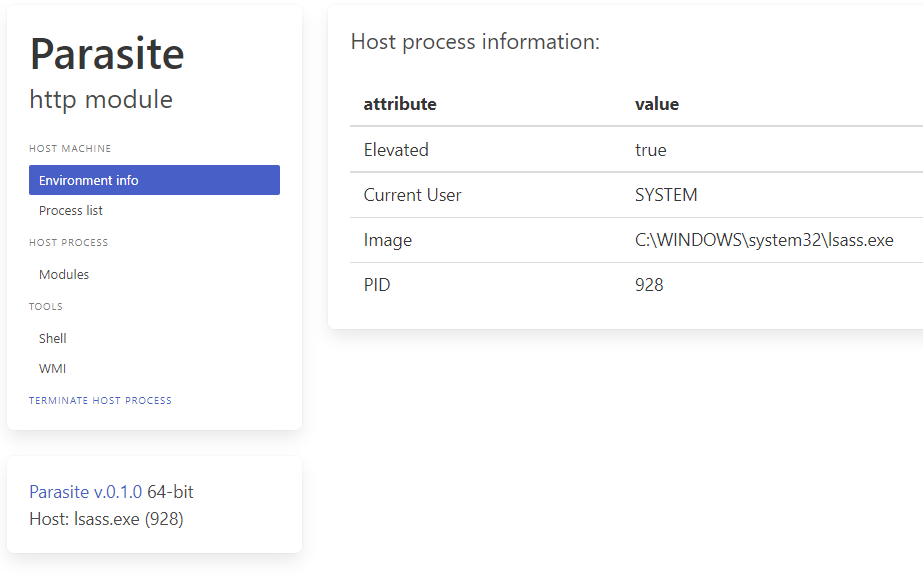 Parasite
http module
HOST MACHINE
Environment info
Process list
HOST PROCESS
Modules
TOOLS
Shell
WMI
TERMINATE HOST PROCESS
Parasite v.0.1.0 64-bit
Host: lsass.exe (928)
Host process information:
attribute value
Elevated true
Current User SYSTEM
Image C:\WINDOWS\system32\lsass.exe
PID 928